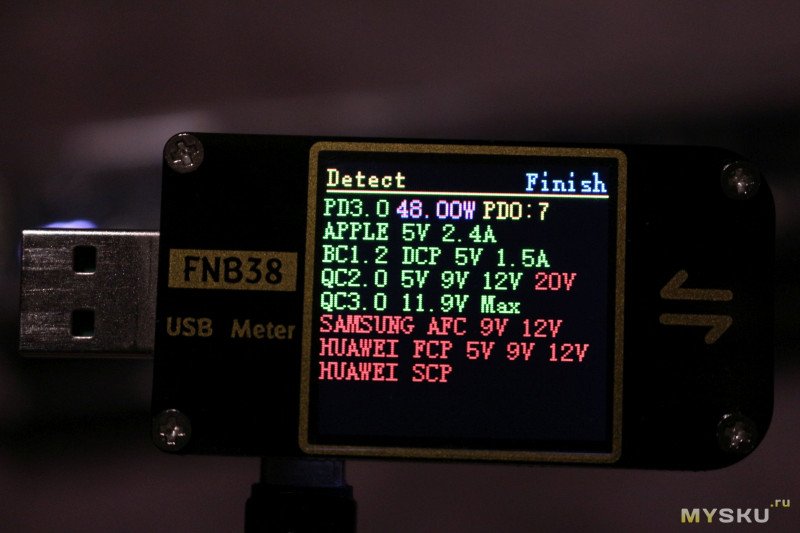 Detect Finish
PD3.0 48.00W PDO:7
APPLE 5V 2.4A
BC1.2 DCP 5V 1.5A
QC2.0 5V 9V 12V 20V
QC3.0 11.9V Max
SAMSUNG AFC 9V 12V
HUAWEI FCP 5V 9V 12V
HUAWEI SCP
FNB38
USB Meter
MYSKU.ru